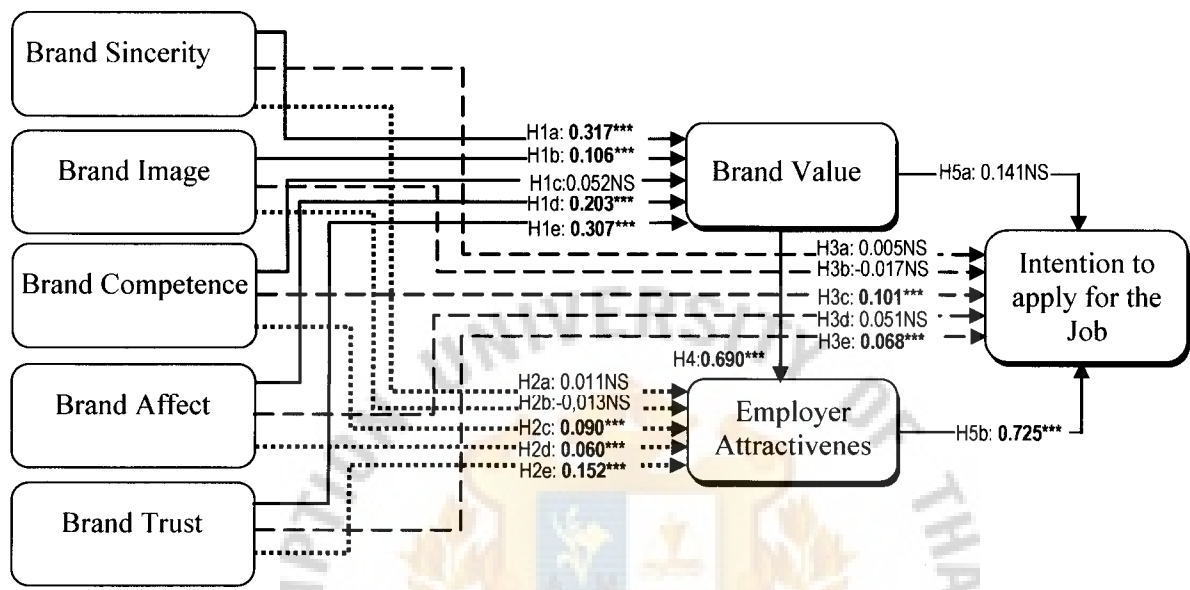 Brand Sincerity
Brand Image
Brand Competence
Brand Affect
Brand Trust
H1a: 0.317***
H1b: 0.106***
H1c:0.052NS
H1d: 0.203***
H1e: 0.307***
Brand Value
H5a: 0.141NS
H3a: 0.005NS
H3b:-0.017NS
H3c: 0.101***
H3d: 0.051NS
H3e: 0.068***
Intention to
apply for the
Job
H4:0.690***
H2a: 0.011NS
H2b:-0,013NS
H2c: 0.090***
H2d: 0.060***
H2e: 0.152***
Employer
Attractivenes
H5b: 0.725***
UNIVERSITY OF THA